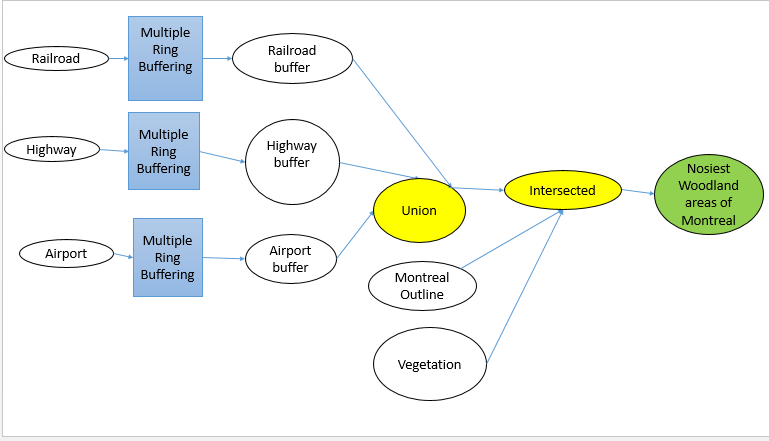 Railroad
Multiple
Ring
Buffering
Railroad
buffer
Highway
Multiple
Ring
Buffering
Highway
buffer
Airport
Multiple
Ring
Buffering
Airport
buffer
Union
Montreal
Outline
Vegetation
Intersected
Nosiest
Woodland
areas of
Montreal